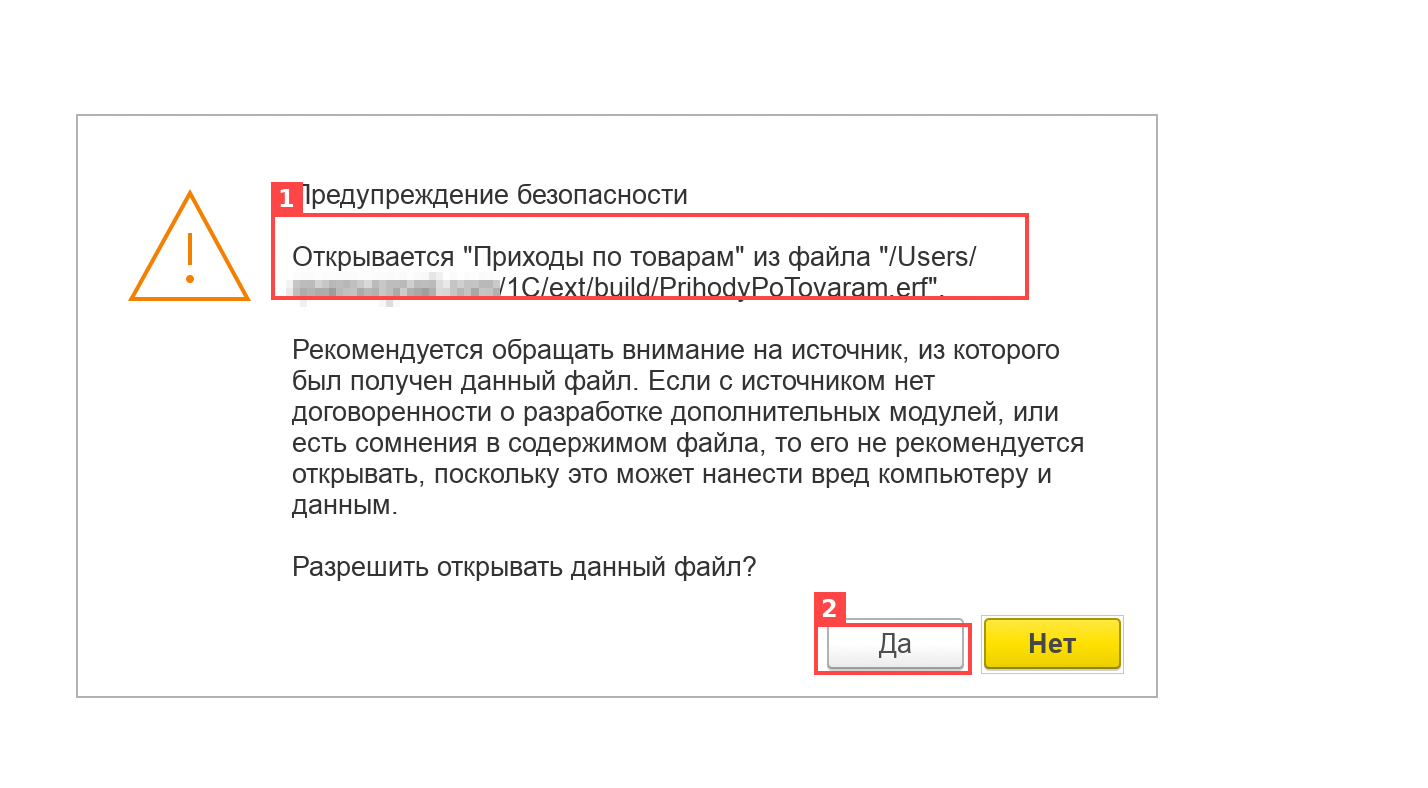 1
Предупреждение безопасности
Открывается "Приходы по товарам" из файла "/Users/
/1C/ext/build/PrihodyPoTovaram.erf".
Рекомендуется обращать внимание на источник, из которого
был получен данный файл. Если с источником нет
договоренности о разработке дополнительных модулей, или
есть сомнения в содержимом файла, то его не рекомендуется
открывать, поскольку это может нанести вред компьютеру и
данным.
Разрешить открывать данный файл?
2
Да
Нет